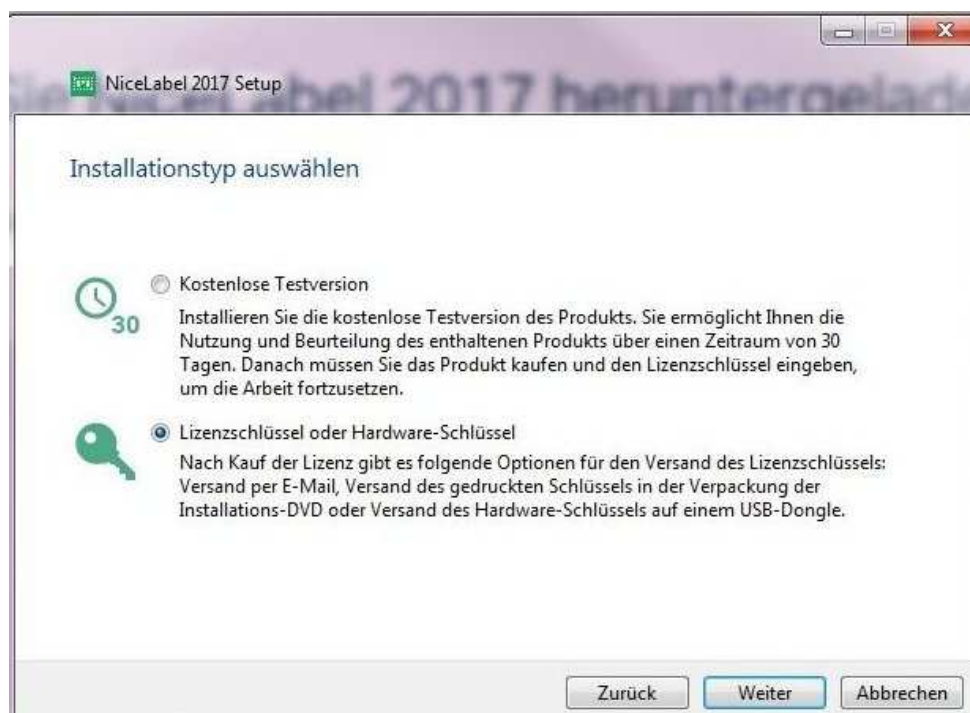 Sie NiceLabel 2017 heruntergelade
NiceLabel 2017 Setup
Installationstyp auswählen
Kostenlose Testversion
30
Installieren Sie die kostenlose Testversion des Produkts. Sie ermöglicht Ihnen die
Nutzung und Beurteilung des enthaltenen Produkts über einen Zeitraum von 30
Tagen. Danach müssen Sie das Produkt kaufen und den Lizenzschlüssel eingeben,
um die Arbeit fortzusetzen.
Lizenzschlüssel oder Hardware-Schlüssel
Nach Kauf der Lizenz gibt es folgende Optionen für den Versand des Lizenzschlüssels:
Versand per E-Mail, Versand des gedruckten Schlüssels in der Verpackung der
Installations-DVD oder Versand des Hardware-Schlüssels auf einem USB-Dongle.
Zurück
Weiter
Abbrechen